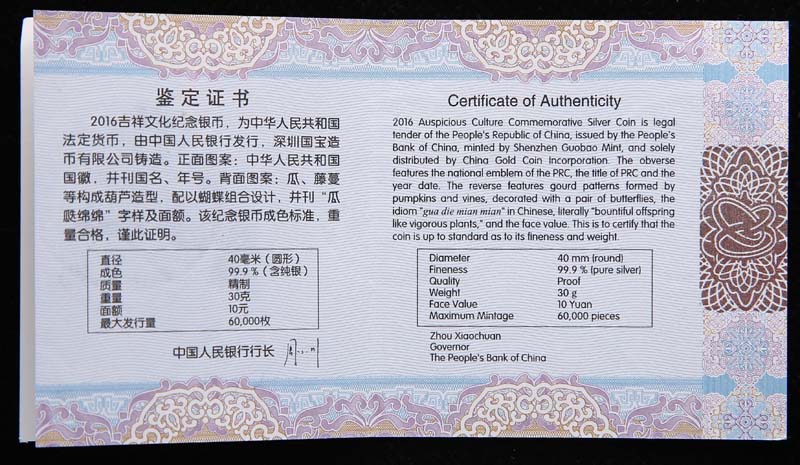 鉴定证书
2016吉祥文化纪念银币，为中华人民共和国
法定货币，由中国人民银行发行，深圳国宝造
币有限公司铸造。正面图案：中华人民共和国
国徽，并刊国名、年号。背面图案：瓜、藤蔓
等构成葫芦造型，配以蝴蝶组合设计，并刊“瓜
瓞绵绵”字样及面额。该纪念银币成色标准，重
量合格，谨此证明。
直径 40毫米（圆形）
成色 99.9％（含纯银）
质量 精制
重量 30克
面额 10元
最大发行量 60,000枚
中国人民银行行长
Certificate of Authenticity
2016 Auspicious Culture Commemorative Silver Coin is legal
tender of the People's Republic of China, issued by the People's
Bank of China, minted by Shenzhen Guobao Mint, and solely
distributed by China Gold Coin Incorporation. The obverse
features the national emblem of the PRC, the title of PRC and the
year date. The reverse features gourd patterns formed by
pumpkins and vines, decorated with a pair of butterflies, the
idiom "gua die mian mian" in Chinese, literally "bountiful offspring
like vigorous plants," and the face value. This is to certify that the
coin is up to standard as to its fineness and weight.
Diameter 40 mm (round)
Fineness 99.9 % (pure silver)
Quality Proof
Weight 30 g
Face Value 10 Yuan
Maximum Mintage 60,000 pieces
Zhou Xiaochuan
Governor
The People's Bank of China